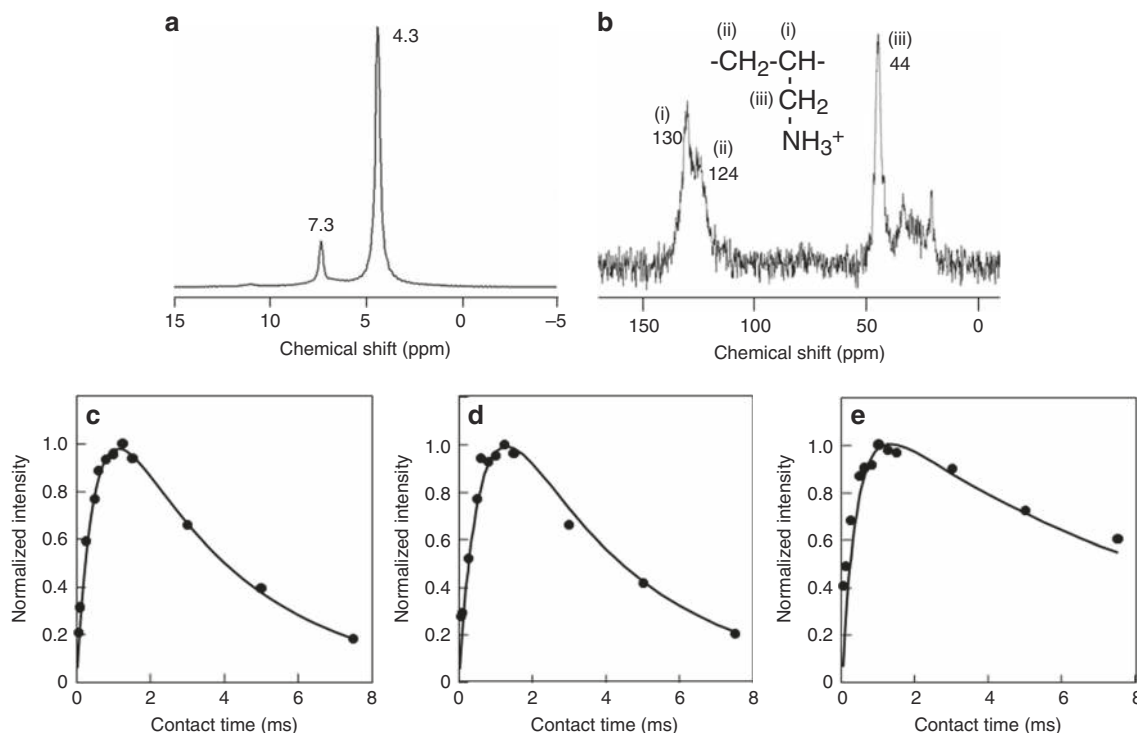 a
4.3
7.3
15
10
5
0
–5
Chemical shift (ppm)
b
(ii)
(i)
-CH2-CH-
(iii) CH2
NH3+
(iii)
44
(i)
130
(ii)
124
150
100
50
0
Chemical shift (ppm)
c
Normalized intensity
1.0
0.8
0.6
0.4
0.2
0
0
2
4
6
8
Contact time (ms)
d
Normalized intensity
1.0
0.8
0.6
0.4
0.2
0
0
2
4
6
8
Contact time (ms)
e
Normalized intensity
1.0
0.8
0.6
0.4
0.2
0
0
2
4
6
8
Contact time (ms)